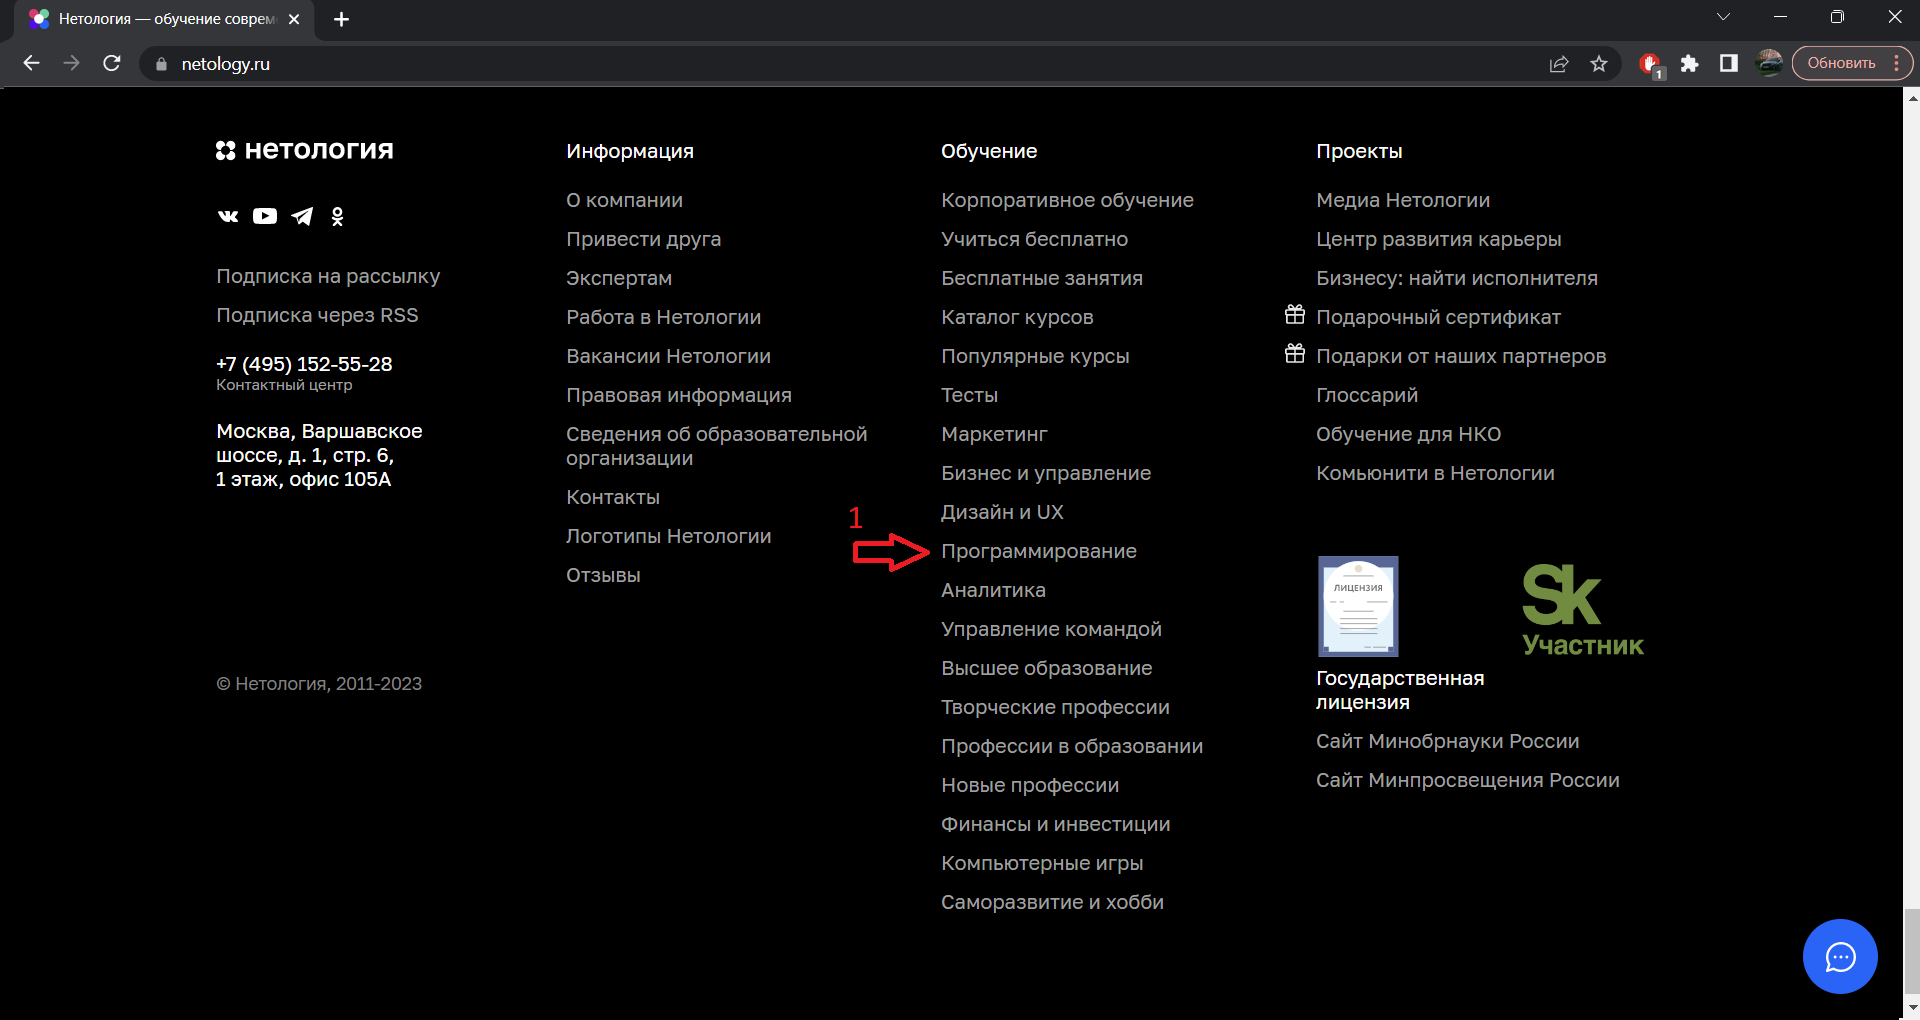 Нетология — обучение соврем
netology.ru
1
Обновить
нетология
Подписка на рассылку
Подписка через RSS
+7 (495) 152-55-28
Контактный центр
Москва, Варшавское
шоссе, д. 1, стр. 6,
1 этаж, офис 105А
© Нетология, 2011-2023
Информация
О компании
Привести друга
Экспертам
Работа в Нетологии
Вакансии Нетологии
Правовая информация
Сведения об образовательной
организации
Контакты
Логотипы Нетологии
Отзывы
1
Обучение
Корпоративное обучение
Учиться бесплатно
Бесплатные занятия
Каталог курсов
Популярные курсы
Тесты
Маркетинг
Бизнес и управление
Дизайн и UX
Программирование
Аналитика
Управление командой
Высшее образование
Творческие профессии
Профессии в образовании
Новые профессии
Финансы и инвестиции
Компьютерные игры
Саморазвитие и хобби
Проекты
Медиа Нетологии
Центр развития карьеры
Бизнесу: найти исполнителя
Подарочный сертификат
Подарки от наших партнеров
Глоссарий
Обучение для НКО
Комьюнити в Нетологии
ЛИЦЕНЗИЯ
Sk
Участник
Государственная
лицензия
Сайт Минобрнауки России
Сайт Минпросвещения России